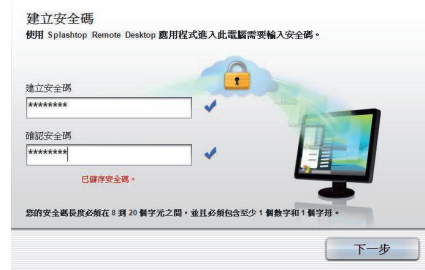 建立安全碼
使用 Splashtop Remote Desktop 應用程式進入此電腦需要輸入安全碼。
建立安全碼
********
確認安全碼
********
已儲存安全碼。
您的安全碼長度必須在 8 到 20 個字元之間，並且必須包含至少 1 個數字和 1 個字母。
下一步